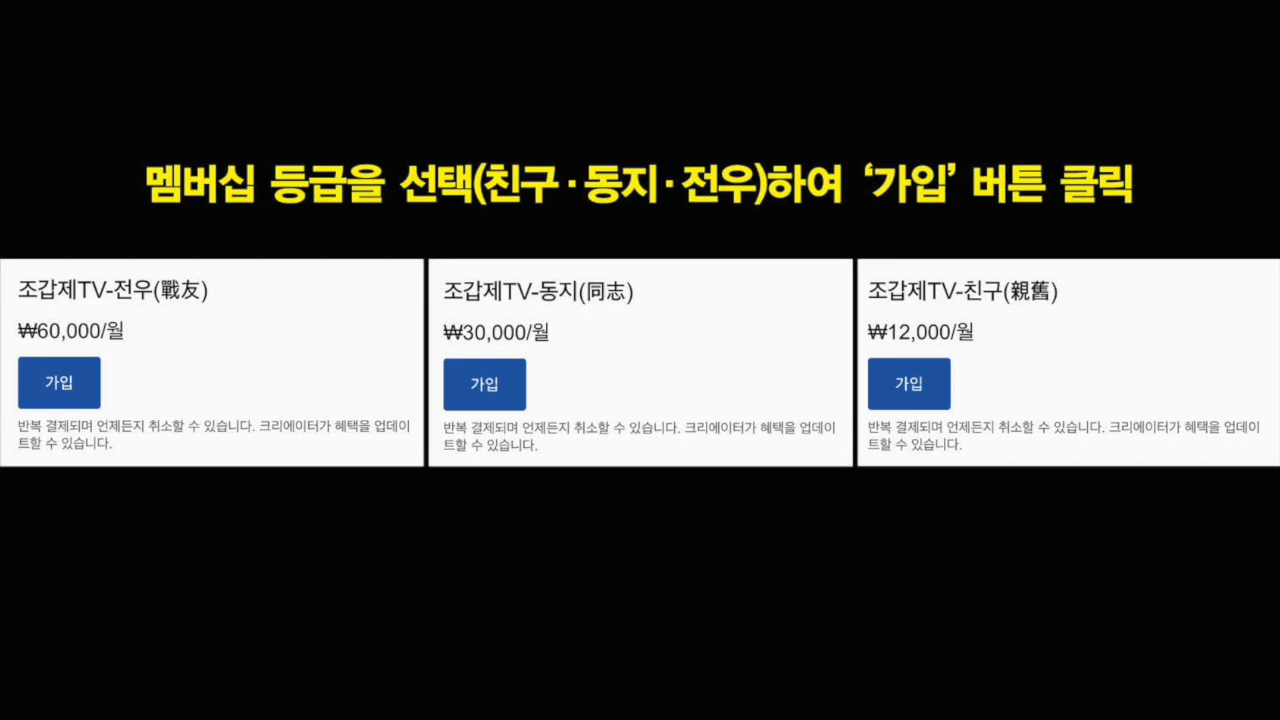 멤버십 등급을 선택(친구·동지·전우)하여 ‘가입’ 버튼 클릭
조갑제TV-전우(戰友)
₩60,000/월
가입
반복 결제되며 언제든지 취소할 수 있습니다. 크리에이터가 혜택을 업데이
트할 수 있습니다.
조갑제TV-동지(同志)
₩30,000/월
가입
반복 결제되며 언제든지 취소할 수 있습니다. 크리에이터가 혜택을 업데이
트할 수 있습니다.
조갑제TV-친구(親舊)
₩12,000/월
가입
반복 결제되며 언제든지 취소할 수 있습니다. 크리에이터가 혜택을 업데이
트할 수 있습니다.